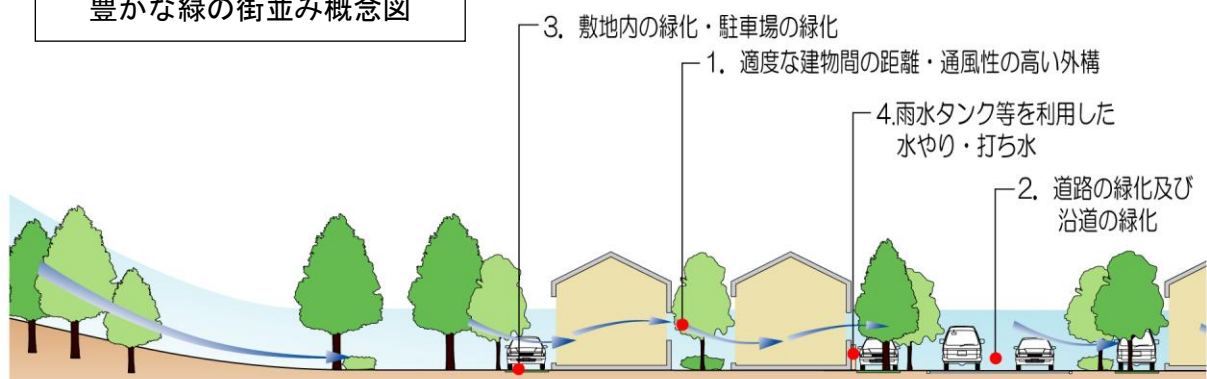 豊かな緑の街並み概念図
3. 敷地内の緑化・駐車場の緑化
1. 適度な建物間の距離・通風性の高い外構
4.雨水タンク等を利用した
水やり・打ち水
2. 道路の緑化及び
沿道の緑化